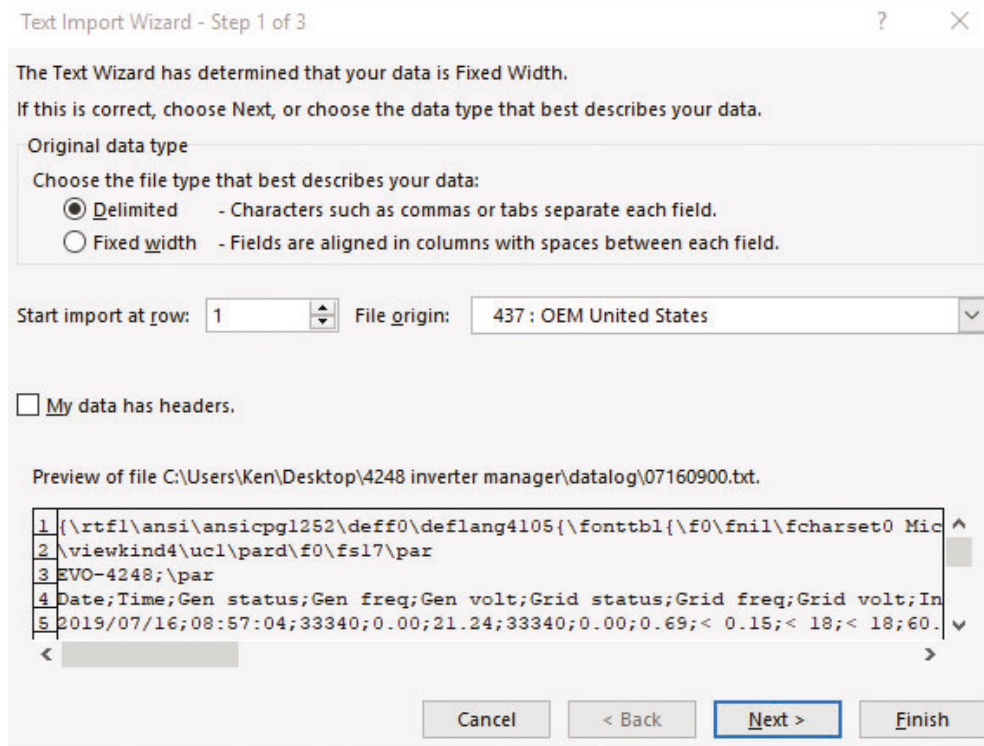 Text Import Wizard - Step 1 of 3 ?
The Text Wizard has determined that your data is Fixed Width.
If this is correct, choose Next, or choose the data type that best describes your data.
Original data type
Choose the file type that best describes your data:
Delimited - Characters such as commas or tabs separate each field.
Fixed width - Fields are aligned in columns with spaces between each field.
Start import at row: 1 File origin: 437 : OEM United States
My data has headers.
Preview of file C:\Users\Ken\Desktop\4248 inverter manager\datalog\07160900.txt.
1 {\rtf1\ansi\ansicpg1252\deff0\deflang4105{\fonttbl{\f0\fnil\fcharset0 Mic
2 \viewkind4\uc1\pard\f0\fs17\par
3 EVO-4248;\par
4 Date;Time;Gen status;Gen freq;Gen volt;Grid status;Grid freq;Grid volt;In
5 2019/07/16;08:57:04;33340;0.00;21.24;33340;0.00;0.69;< 0.15;< 18;< 18;60.
Cancel < Back Next > Finish